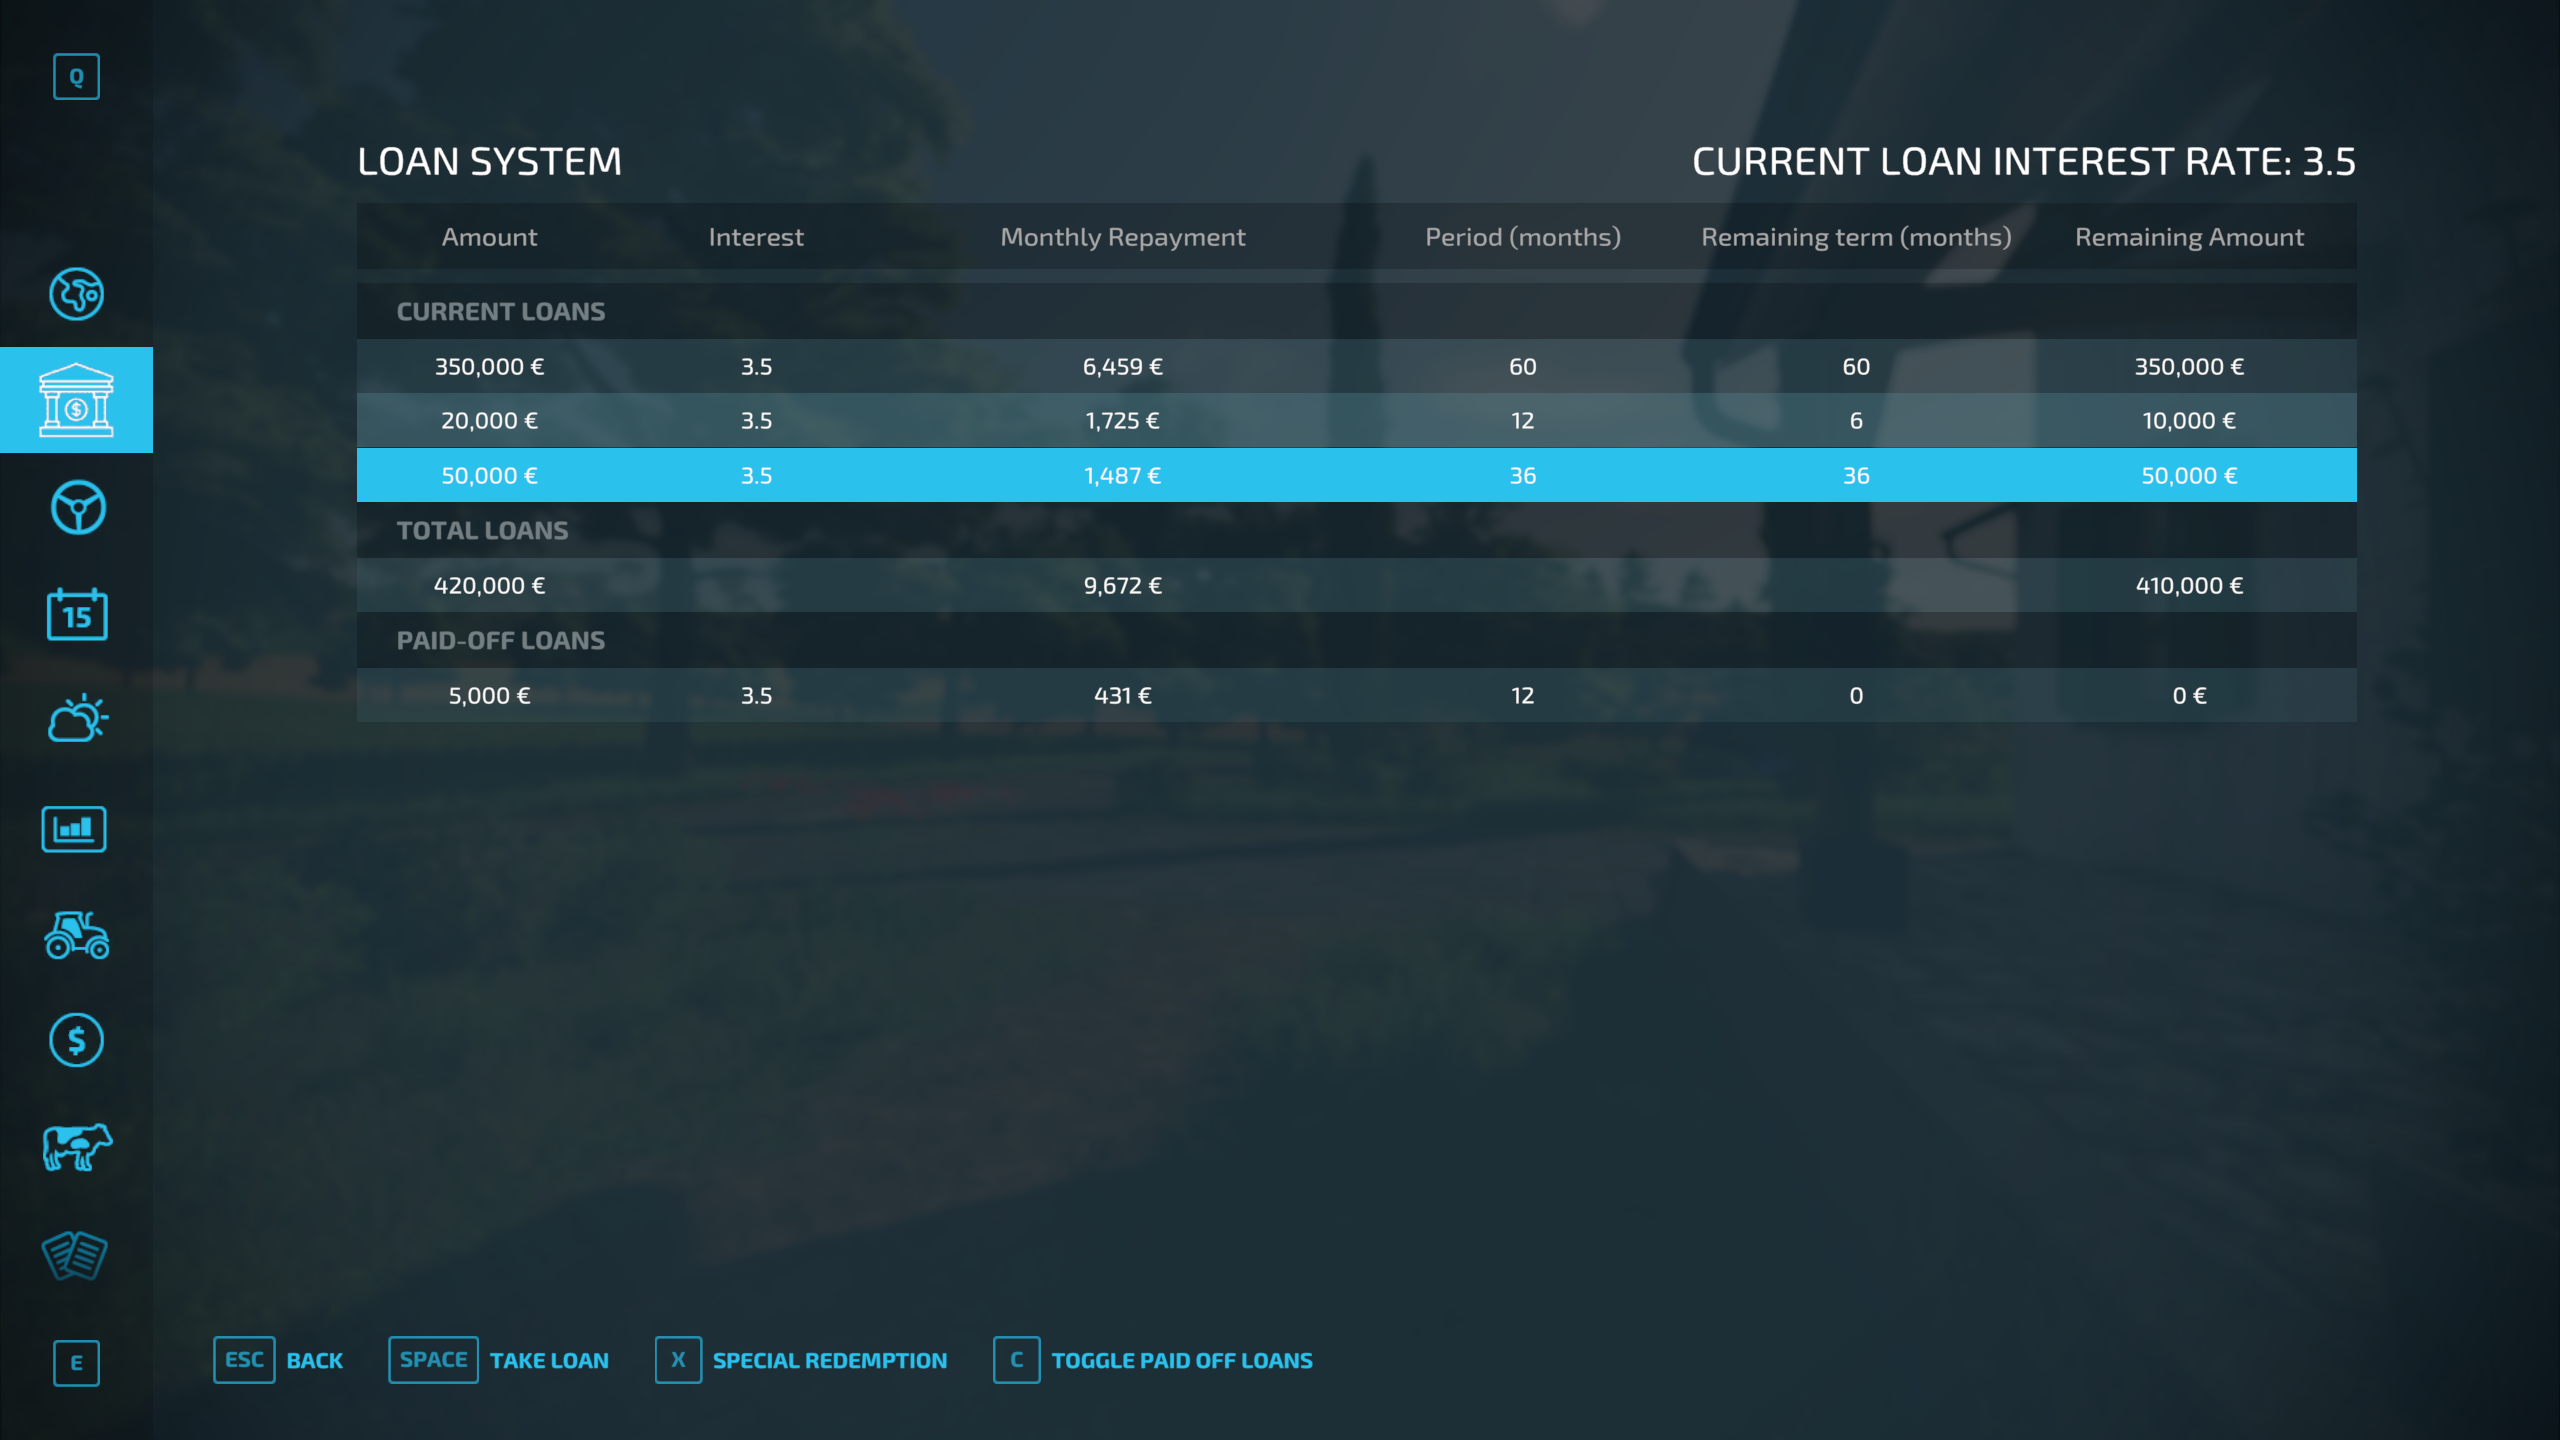 Q
LOAN SYSTEM
CURRENT LOAN INTEREST RATE: 3.5
Amount Interest Monthly Repayment Period (months) Remaining term (months) Remaining Amount
CURRENT LOANS
350,000 € 3.5 6,459 € 60 60 350,000 €
20,000 € 3.5 1,725 € 12 6 10,000 €
50,000 € 3.5 1,487 € 36 36 50,000 €
TOTAL LOANS
420,000 € 9,672 € 410,000 €
PAID-OFF LOANS
5,000 € 3.5 431 € 12 0 0 €
$
15
$
E
ESC BACK SPACE TAKE LOAN X SPECIAL REDEMPTION C TOGGLE PAID OFF LOANS